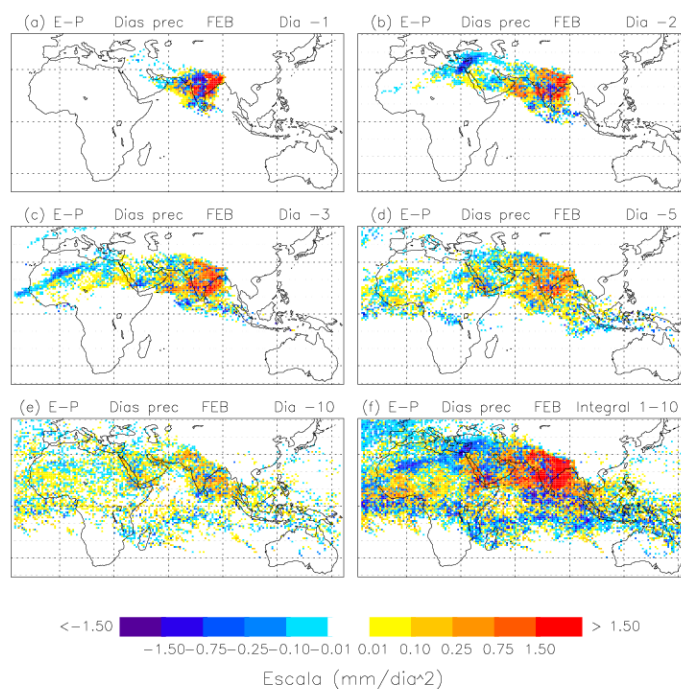 (a) E-P Dias prec FEB Dia -1
(b) E-P Dias prec FEB Dia -2
(c) E-P Dias prec FEB Dia -3
(d) E-P Dias prec FEB Dia -5
(e) E-P Dias prec FEB Dia -10
(f) E-P Dias prec FEB Integral 1-10
<-1.50 > 1.50
-1.50-0.75-0.25-0.10-0.01 0.01 0.10 0.25 0.75 1.50
Escala (mm/dia^2)